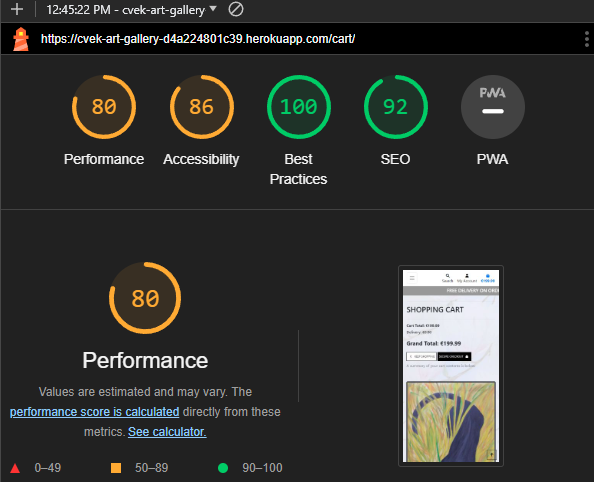 12:45:22 PM - cvek-art-gallery
https://cvek-art-gallery-d4a224801c39.herokuapp.com/cart/
80
86
100
92
PWA
Performance
Accessibility
Best
Practices
SEO
PWA
80
Performance
Values are estimated and may vary. The
performance score is calculated directly from these
metrics. See calculator.
0–49
50–89
90–100
Search
My Account
€199.99
FREE DELIVERY ON ORD
SHOPPING CART
Cart Total: €199.99
Delivery: €0.00
Grand Total: €199.99